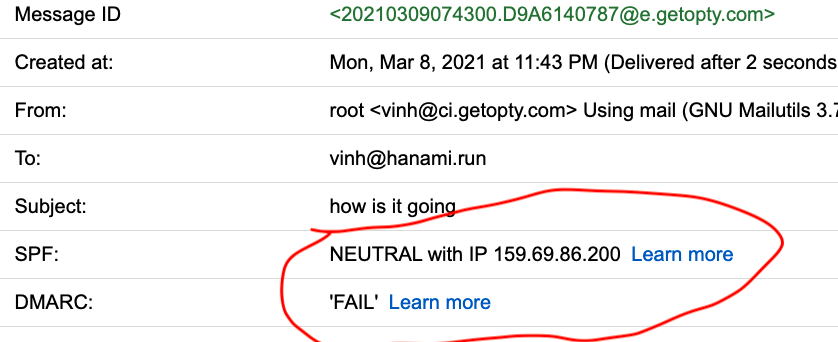 Message ID <20210309074300.D9A6140787@e.getopty.com>
Created at: Mon, Mar 8, 2021 at 11:43 PM (Delivered after 2 seconds
From: root <vinh@ci.getopty.com> Using mail (GNU Mailutils 3.7
To: vinh@hanami.run
Subject: how is it going
SPF: NEUTRAL with IP 159.69.86.200 Learn more
DMARC: 'FAIL' Learn more